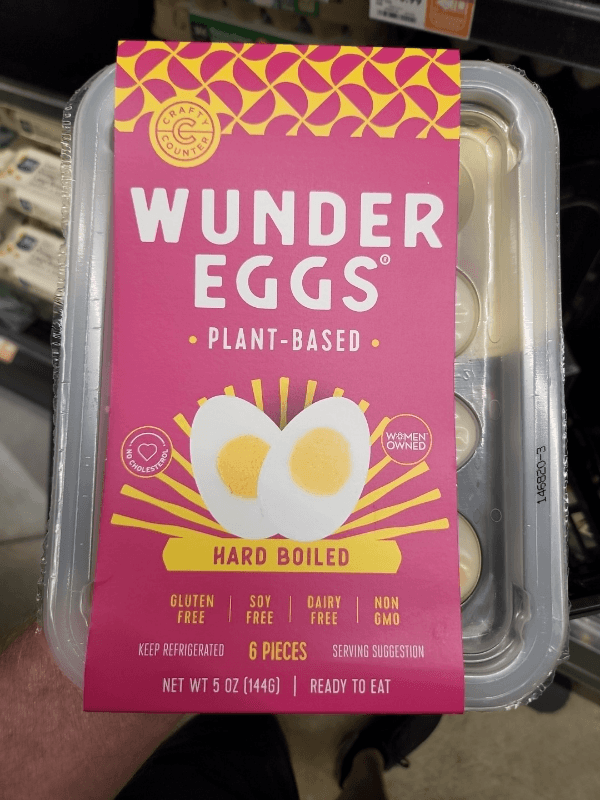 CRAFTY
C
COUNTER
WUNDER
EGGS®
• PLANT-BASED •
NO CHOLESTEROL
WOMEN
OWNED
HARD BOILED
GLUTEN FREE | SOY FREE | DAIRY FREE | NON GMO
KEEP REFRIGERATED 6 PIECES SERVING SUGGESTION
NET WT 5 OZ (144G) | READY TO EAT
146820-3